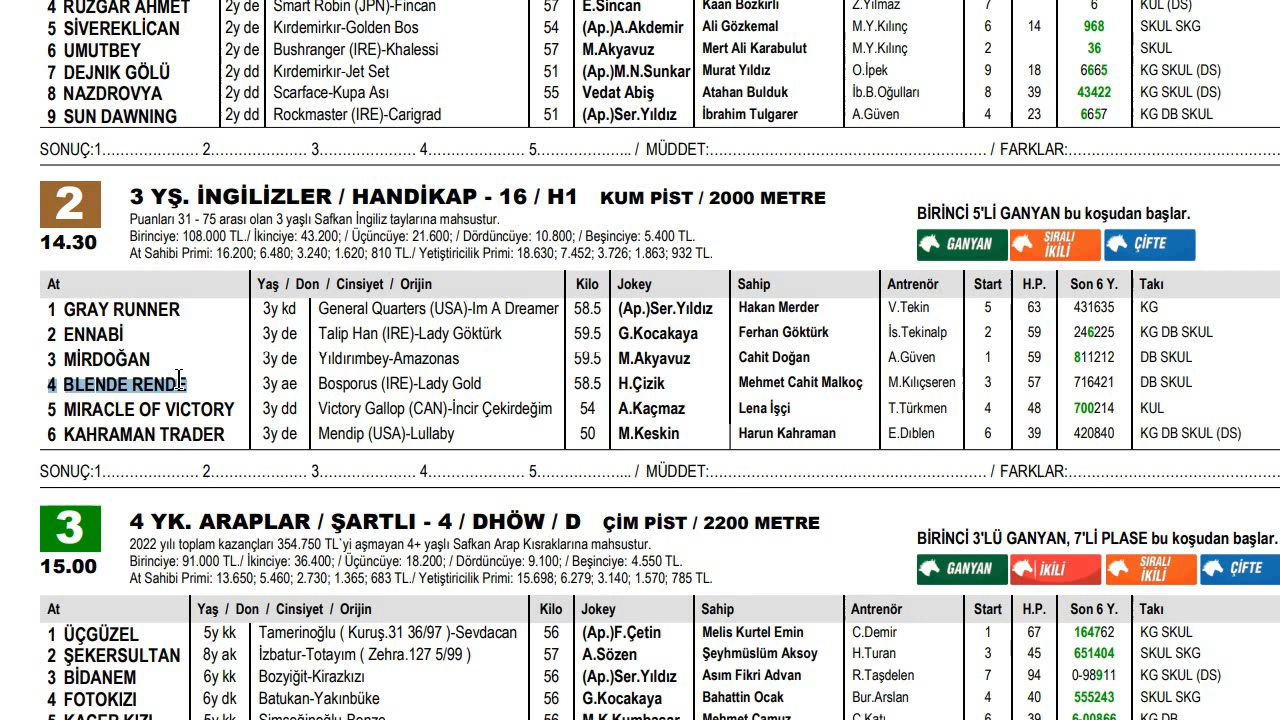 4 RÜZGAR AHMET 2y de Smart Robin (JPN)-Fincan 57 E.Sincan Kaan Bozkırlı Z.Yılmaz 7 6 KUL (DS)
5 SİVEREKLİCAN 2y de Kırdemirkır-Golden Bos 54 (Ap.)A.Akdemir Ali Gözkemal M.Y.Kılınç 6 14 968 SKUL SKG
6 UMUTBEY 2y de Bushranger (IRE)-Khalessi 57 M.Akyavuz Mert Ali Karabulut M.Y.Kılınç 2 36 SKUL
7 DEJNIK GÖLÜ 2y dd Kırdemirkır-Jet Set 51 (Ap.)M.N.Sunkar Murat Yıldız O.İpek 9 18 6665 KG SKUL (DS)
8 NAZDROVYA 2y dd Scarface-Kupa Ası 55 Vedat Abiş Atahan Bulduk İb.B.Oğulları 8 39 43422 KG SKUL (DS)
9 SUN DAWNING 2y dd Rockmaster (IRE)-Carigrad 51 (Ap.)Ser.Yıldız İbrahim Tulgarer A.Güven 4 23 6657 KG DB SKUL
SONUÇ:1...................... 2...................... 3...................... 4...................... 5...................... / MÜDDET:................................................................ / FARKLAR:................................................
2 3 YŞ. İNGİLİZLER / HANDİKAP - 16 / H1 KUM PİST / 2000 METRE
14.30
Puanları 31 - 75 arası olan 3 yaşlı Safkan İngiliz taylarına mahsustur.
Birinciye: 108.000 TL./ İkinciye: 43.200; / Üçüncüye: 21.600; / Dördüncüye: 10.800; / Beşinciye: 5.400 TL.
At Sahibi Primi: 16.200; 6.480; 3.240; 1.620; 810 TL./ Yetiştiricilik Primi: 18.630; 7.452; 3.726; 1.863; 932 TL.
BİRİNCİ 5'Lİ GANYAN bu koşudan başlar.
GANYAN SIRALI İKİLİ ÇİFTE
At Yaş / Don / Cinsiyet / Orijin Kilo Jokey Sahip Antrenör Start H.P. Son 6 Y. Takı
1 GRAY RUNNER 3y kd General Quarters (USA)-Im A Dreamer 58.5 (Ap.)Ser.Yıldız Hakan Merder V.Tekin 5 63 431635 KG
2 ENNABİ 3y de Talip Han (IRE)-Lady Göktürk 59.5 G.Kocakaya Ferhan Göktürk İs.Tekinalp 2 59 246225 KG DB SKUL
3 MİRDOĞAN 3y de Yıldırımbey-Amazonas 59.5 M.Akyavuz Cahit Doğan A.Güven 1 59 811212 DB SKUL
4 BLENDE RENDE 3y ae Bosporus (IRE)-Lady Gold 58.5 H.Çizik Mehmet Cahit Malkoç M.Kılıçseren 3 57 716421 DB SKUL
5 MIRACLE OF VICTORY 3y dd Victory Gallop (CAN)-İncir Çekirdeğim 54 A.Kaçmaz Lena İşçi T.Türkmen 4 48 700214 KUL
6 KAHRAMAN TRADER 3y de Mendip (USA)-Lullaby 50 M.Keskin Harun Kahraman E.Dıblen 6 39 420840 KG DB SKUL (DS)
SONUÇ:1...................... 2...................... 3...................... 4...................... 5...................... / MÜDDET:................................................................ / FARKLAR:................................................
3 4 YK. ARAPLAR / ŞARTLI - 4 / DHÖW / D ÇİM PİST / 2200 METRE
15.00
2022 yılı toplam kazançları 354.750 TL`yi aşmayan 4+ yaşlı Safkan Arap Kısraklarına mahsustur.
Birinciye: 91.000 TL./ İkinciye: 36.400; / Üçüncüye: 18.200; / Dördüncüye: 9.100; / Beşinciye: 4.550 TL.
At Sahibi Primi: 13.650; 5.460; 2.730; 1.365; 683 TL./ Yetiştiricilik Primi: 15.698; 6.279; 3.140; 1.570; 785 TL.
BİRİNCİ 3'LÜ GANYAN, 7'Lİ PLASE bu koşudan başlar.
GANYAN İKİLİ SIRALI İKİLİ ÇİFTE
At Yaş / Don / Cinsiyet / Orijin Kilo Jokey Sahip Antrenör Start H.P. Son 6 Y. Takı
1 ÜÇGÜZEL 5y kk Tamerinoğlu ( Kuruş.31 36/97 )-Sevdacan 56 (Ap.)F.Çetin Melis Kurtel Emin C.Demir 1 67 164762 KG SKUL
2 ŞEKERSULTAN 8y ak İzbatur-Totayım ( Zehra.127 5/99 ) 57 A.Sözen Şeyhmüslüm Aksoy H.Turan 3 45 651404 SKUL SKG
3 BİDANEM 6y kk Bozyiğit-Kirazkızı 56 (Ap.)Ser.Yıldız Asım Fikri Advan R.Taşdelen 7 94 0-98911 KG SKUL (DS)
4 FOTOKIZI 6y dk Batukan-Yakınbüke 56 G.Kocakaya Bahattin Ocak Bur.Arslan 4 40 555243 SKUL SKG
5 KAÇER KIZI 5y kk 56 M.K.Kumbasar Mehmet Camuz C.Katı 6 39 6-00866 KG DB